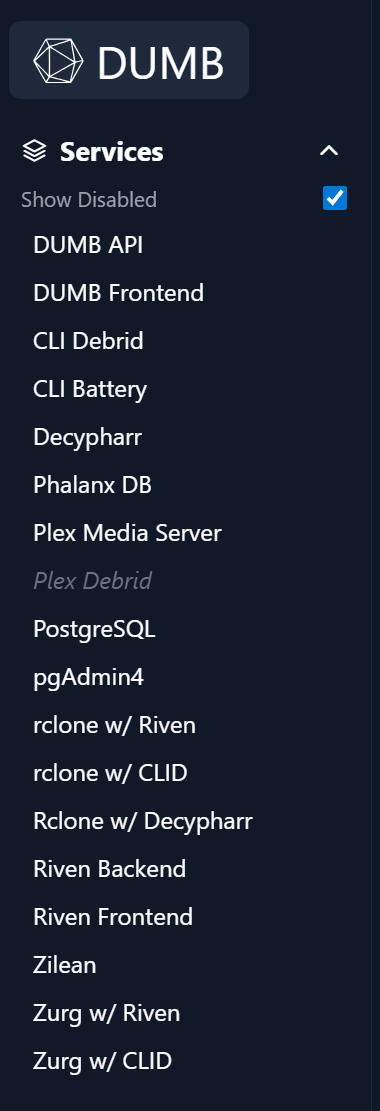 DUMB
Services
Show Disabled
DUMB API
DUMB Frontend
CLI Debrid
CLI Battery
Decypharr
Phalanx DB
Plex Media Server
Plex Debrid
PostgreSQL
pgAdmin4
rclone w/ Riven
rclone w/ CLID
Rclone w/ Decypharr
Riven Backend
Riven Frontend
Zilean
Zurg w/ Riven
Zurg w/ CLID